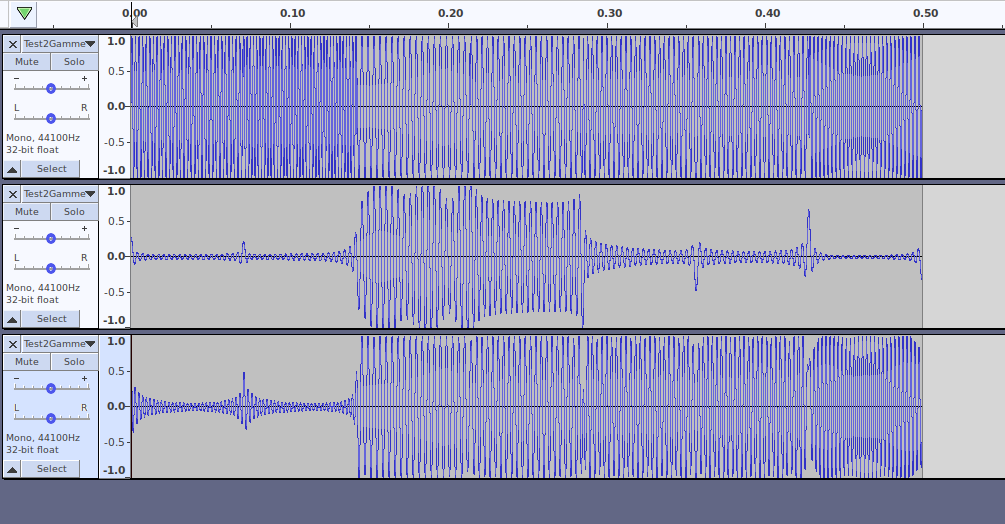 0.00 0.10 0.20 0.30 0.40 0.50
X Test2Gamme 1.0
Mute Solo
- + 0.5
L R 0.0
Mono, 44100Hz -0.5
32-bit float
Select -1.0
X Test2Gamme 1.0
Mute Solo
- + 0.5
L R 0.0
Mono, 44100Hz -0.5
32-bit float
Select -1.0
X Test2Gamme 1.0
Mute Solo
- + 0.5
L R 0.0
Mono, 44100Hz -0.5
32-bit float
Select -1.0